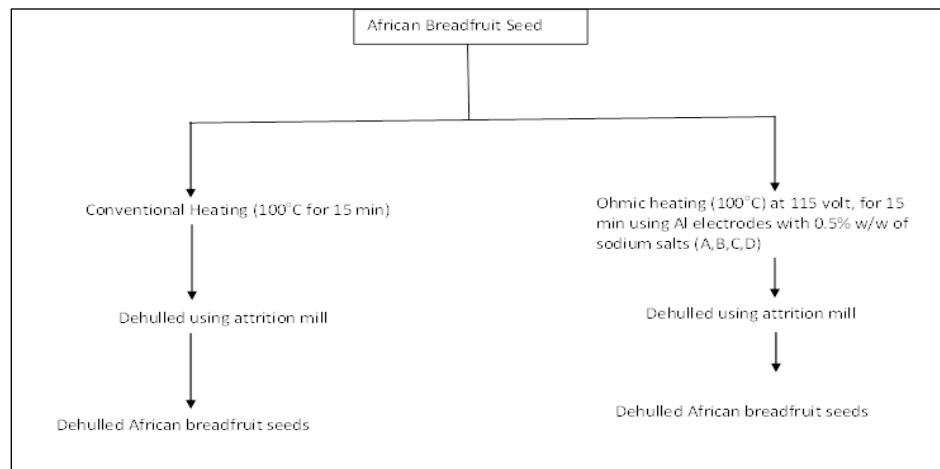 African Breadfruit Seed
Conventional Heating (100°C for 15 min)
Dehulled using attrition mill
Dehulled African breadfruit seeds
Ohmic heating (100°C) at 115 volt, for 15
min using Al electrodes with 0.5% w/w of
sodium salts (A,B,C,D)
Dehulled using attrition mill
Dehulled African breadfruit seeds